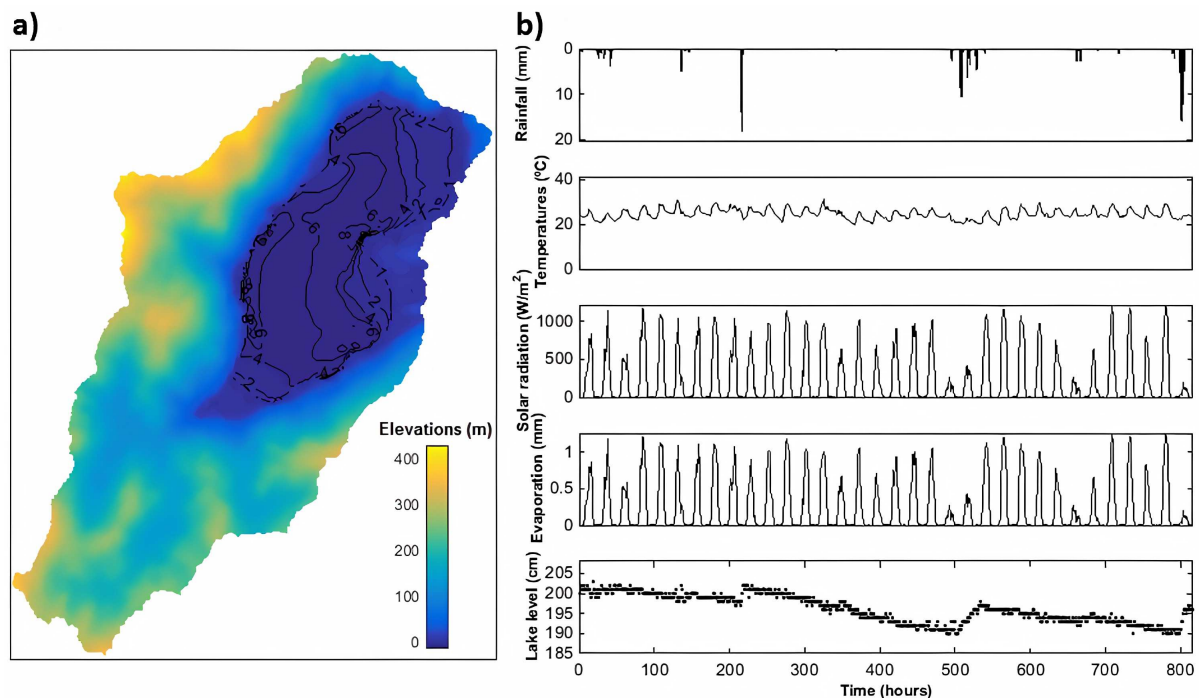 a)
Elevations (m)
400
300
200
100
0
b)
Rainfall (mm)
0
10
20
Temperatures (ºC)
40
20
0
Solar radiation (W/m²)
1000
500
0
Evaporation (mm)
1
0.5
0
Lake level (cm)
205
200
195
190
185
0 100 200 300 400 500 600 700 800
Time (hours)